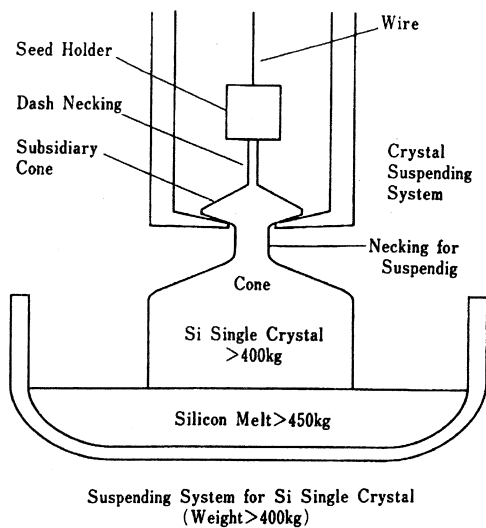 Wire
Seed Holder
Dash Necking
Subsidiary
Cone
Crystal
Suspending
System
Necking for
Suspendig
Cone
Si Single Crystal
>400kg
Silicon Melt>450kg
Suspending System for Si Single Crystal
(Weight>400kg)